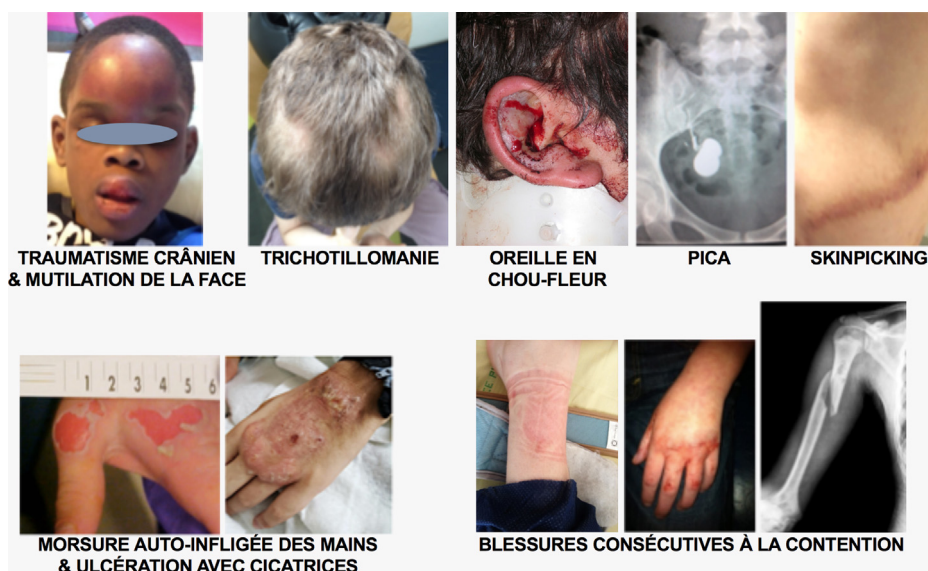 TRAUMATISME CRÂNIEN
& MUTILATION DE LA FACE
TRICHOTILLOMANIE
OREILLE EN
CHOU-FLEUR
PICA
SKINPICKING
1 2 3 4 5 6
MORSURE AUTO-INFLIGÉE DES MAINS
& ULCÉRATION AVEC CICATRICES
BLESSURES CONSÉCUTIVES À LA CONTENTION